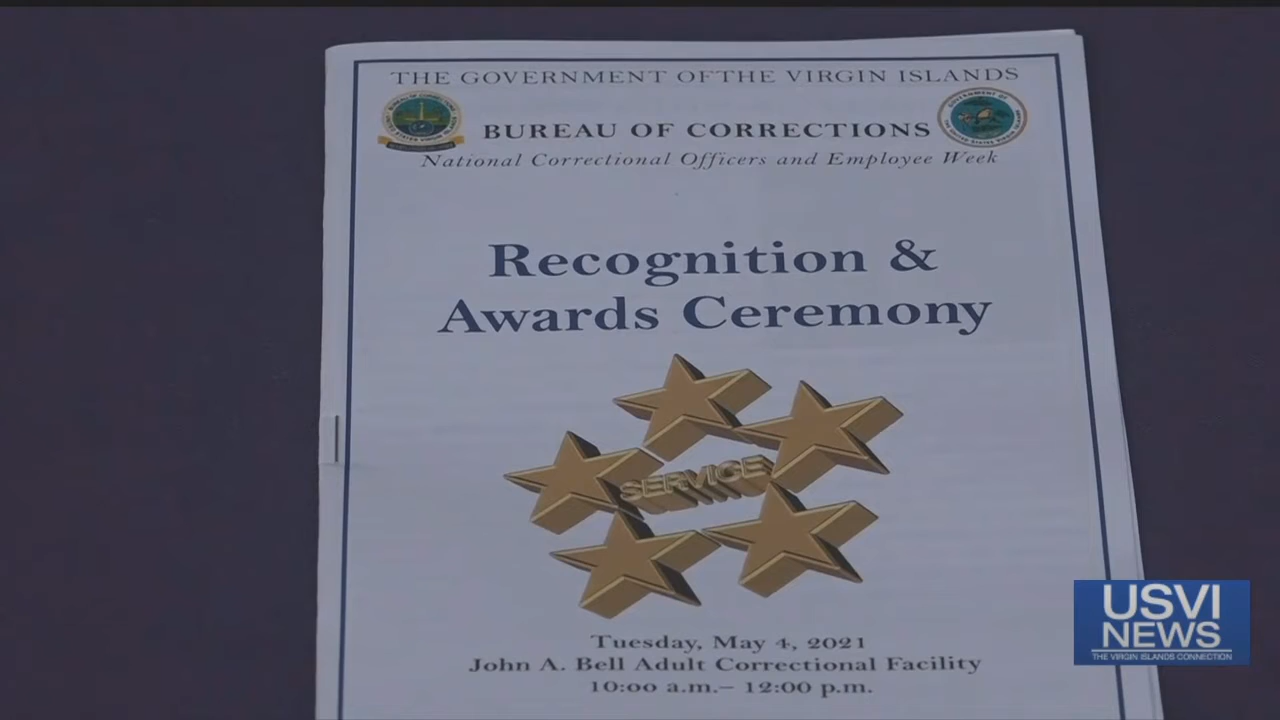 THE GOVERNMENT OF THE VIRGIN ISLANDS
BUREAU OF CORRECTIONS
National Correctional Officers and Employee Week
Recognition &
Awards Ceremony
SERVICE
Tuesday, May 4, 2021
John A. Bell Adult Correctional Facility
10:00 a.m.– 12:00 p.m.
USVI
NEWS
THE VIRGIN ISLANDS CONNECTION